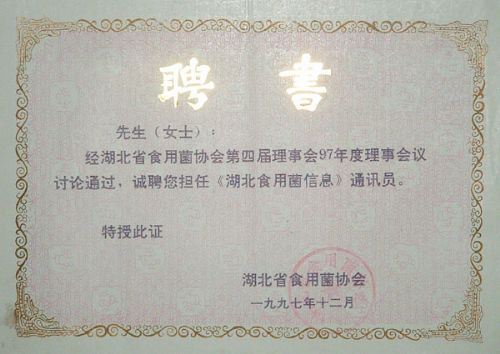 聘书
先生（女士）：
经湖北省食用菌协会第四届理事会97年度理事会议
讨论通过，诚聘您担任《湖北食用菌信息》通讯员。
特授此证
湖北省食用菌协会
一九九七年十二月